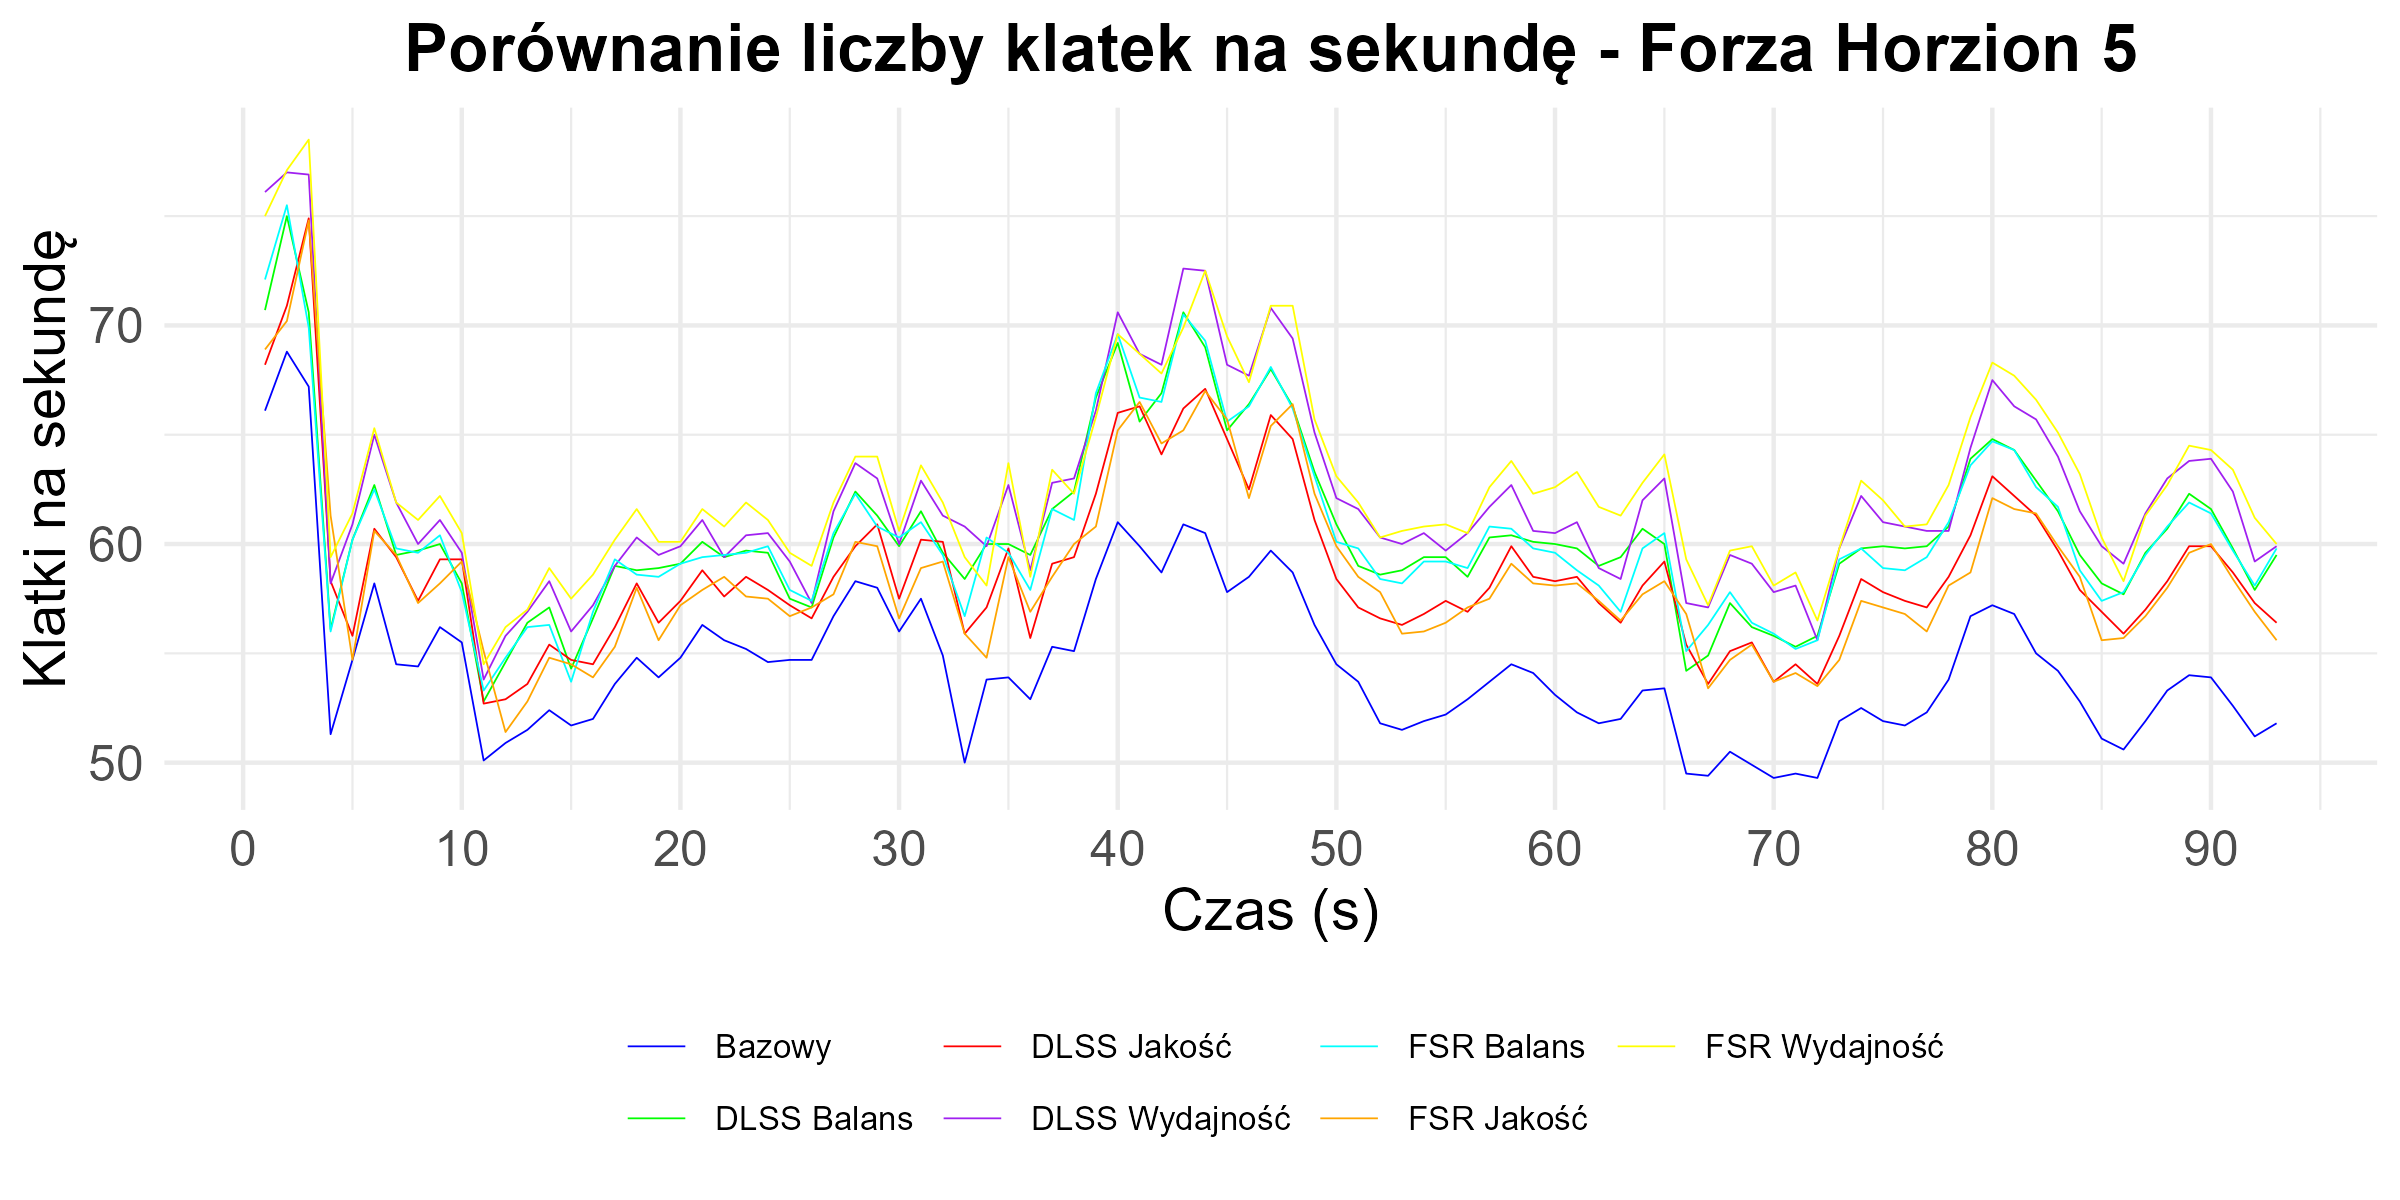 Porównanie liczby klatek na sekundę - Forza Horzion 5
Klatki na sekundę
70
60
50
0 10 20 30 40 50 60 70 80 90
Czas (s)
Bazowy DLSS Jakość FSR Balans FSR Wydajność
DLSS Balans DLSS Wydajność FSR Jakość